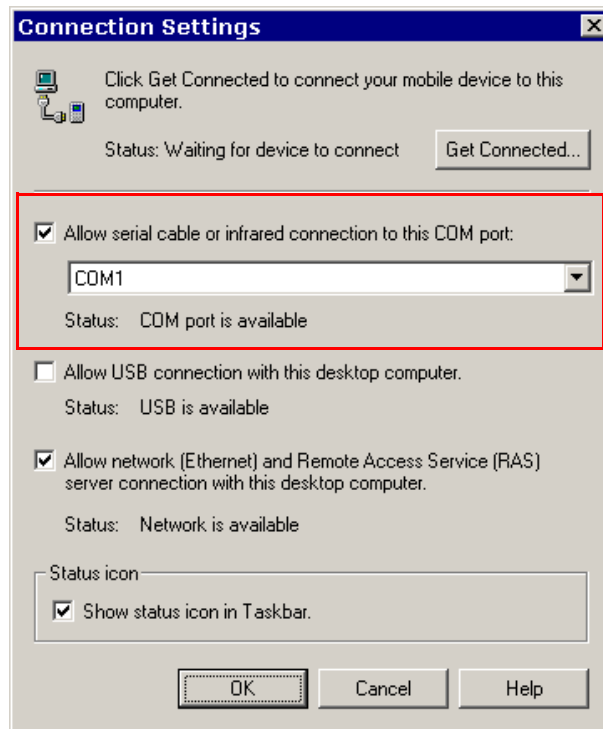 Connection Settings
Click Get Connected to connect your mobile device to this
computer.
Status: Waiting for device to connect
Get Connected...
Allow serial cable or infrared connection to this COM port:
COM1
Status: COM port is available
Allow USB connection with this desktop computer.
Status: USB is available
Allow network (Ethernet) and Remote Access Service (RAS)
server connection with this desktop computer.
Status: Network is available
Status icon
Show status icon in Taskbar.
OK Cancel Help